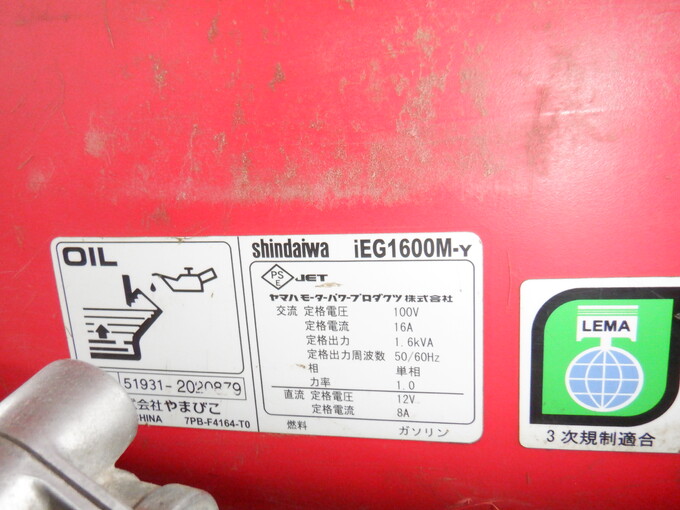 OIL
51931-2020879
会社やまびこ
HINA 7PB-F4164-T0
shindaiwa iEG1600M-Y
PS E JET
ヤマハモーターパワープロダクツ株式会社
交流 定格電圧 100V
定格電流 16A
定格出力 1.6kVA
定格出力周波数 50/60Hz
相 単相
力率 1.0
直流 定格電圧 12V
定格電流 8A
燃料 ガソリン
LEMA
3次規制適合